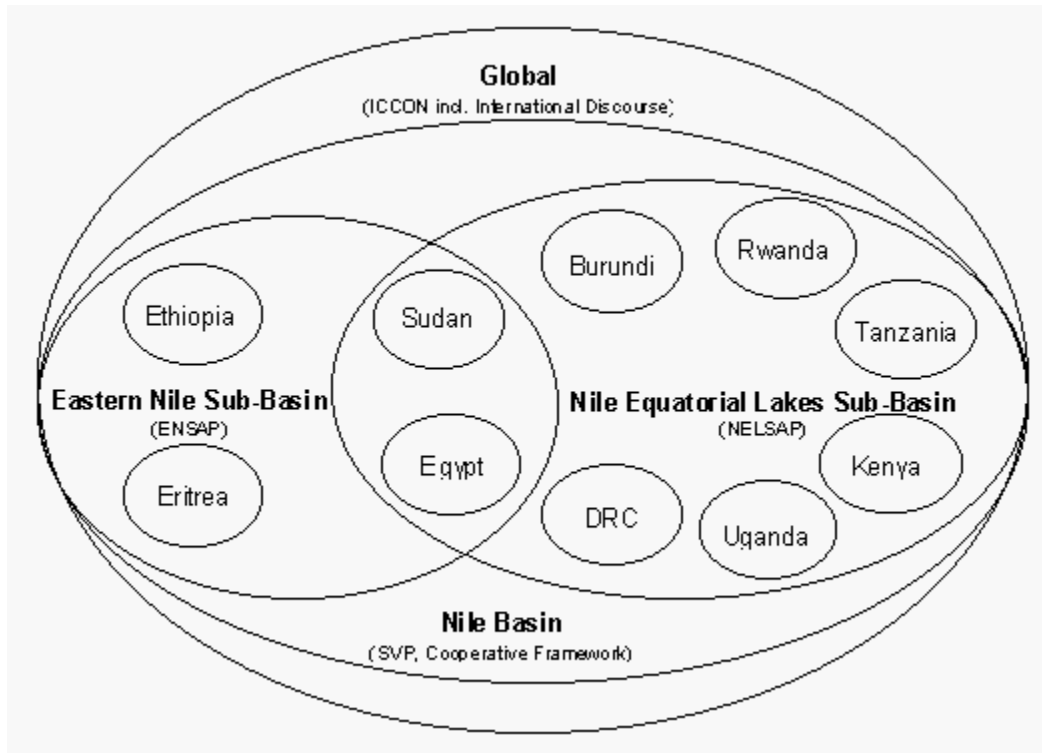 Global
(ICCON incl. International Discourse)
Burundi
Rwanda
Ethiopia
Sudan
Tanzania
Eastern Nile Sub-Basin
(ENSAP)
Nile Equatorial Lakes Sub-Basin
(NELSAP)
Egypt
Kenya
Eritrea
DRC
Uganda
Nile Basin
(SVP, Cooperative Framework)